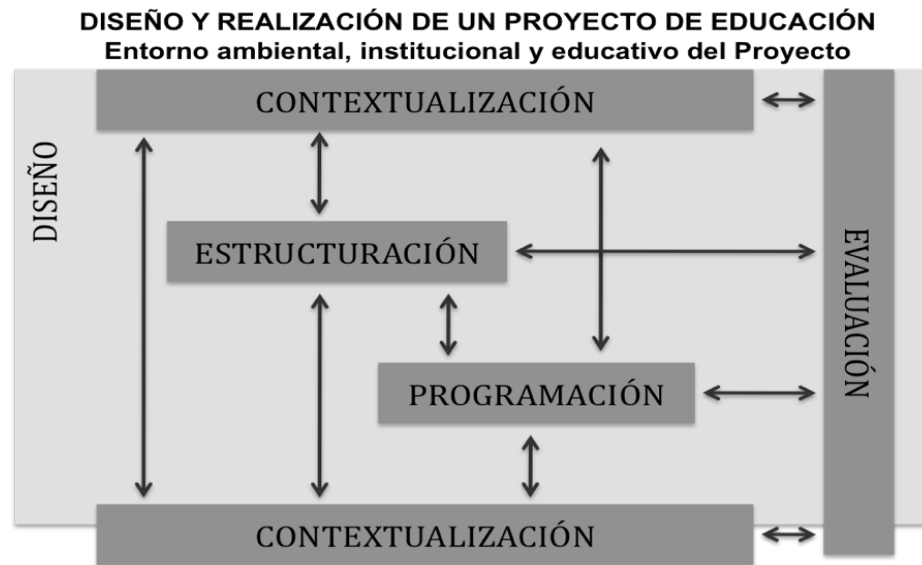 DISEÑO Y REALIZACIÓN DE UN PROYECTO DE EDUCACIÓN
Entorno ambiental, institucional y educativo del Proyecto
CONTEXTUALIZACIÓN
DISEÑO
ESTRUCTURACIÓN
EVALUACIÓN
PROGRAMACIÓN
CONTEXTUALIZACIÓN